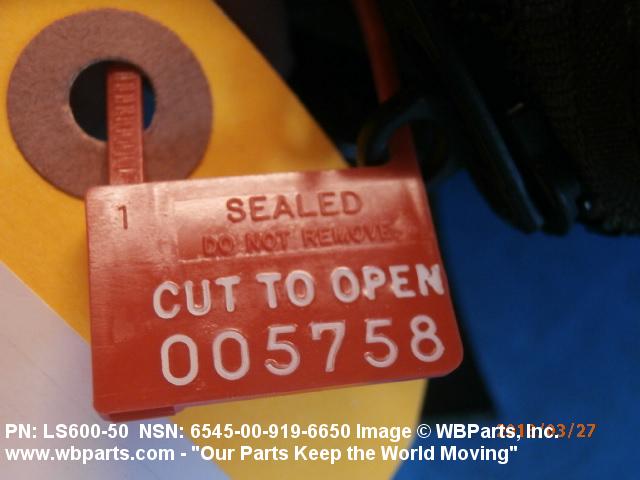 1
SEALED
DO NOT REMOVE
CUT TO OPEN
005758
PN: LS600-50 NSN: 6545-00-919-6650 Image © WBParts, Inc.
www.wbparts.com - "Our Parts Keep the World Moving"